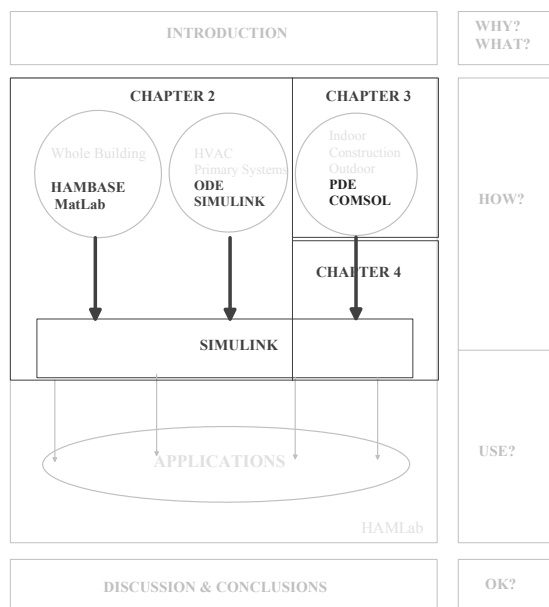 INTRODUCTION
WHY?
WHAT?
CHAPTER 2
CHAPTER 3
Whole Building
HAMBASE
MatLab
HVAC
Primary Systems
ODE
SIMULINK
Indoor
Construction
Outdoor
PDE
COMSOL
HOW?
CHAPTER 4
SIMULINK
APPLICATIONS
USE?
HAMLab
DISCUSSION & CONCLUSIONS
OK?